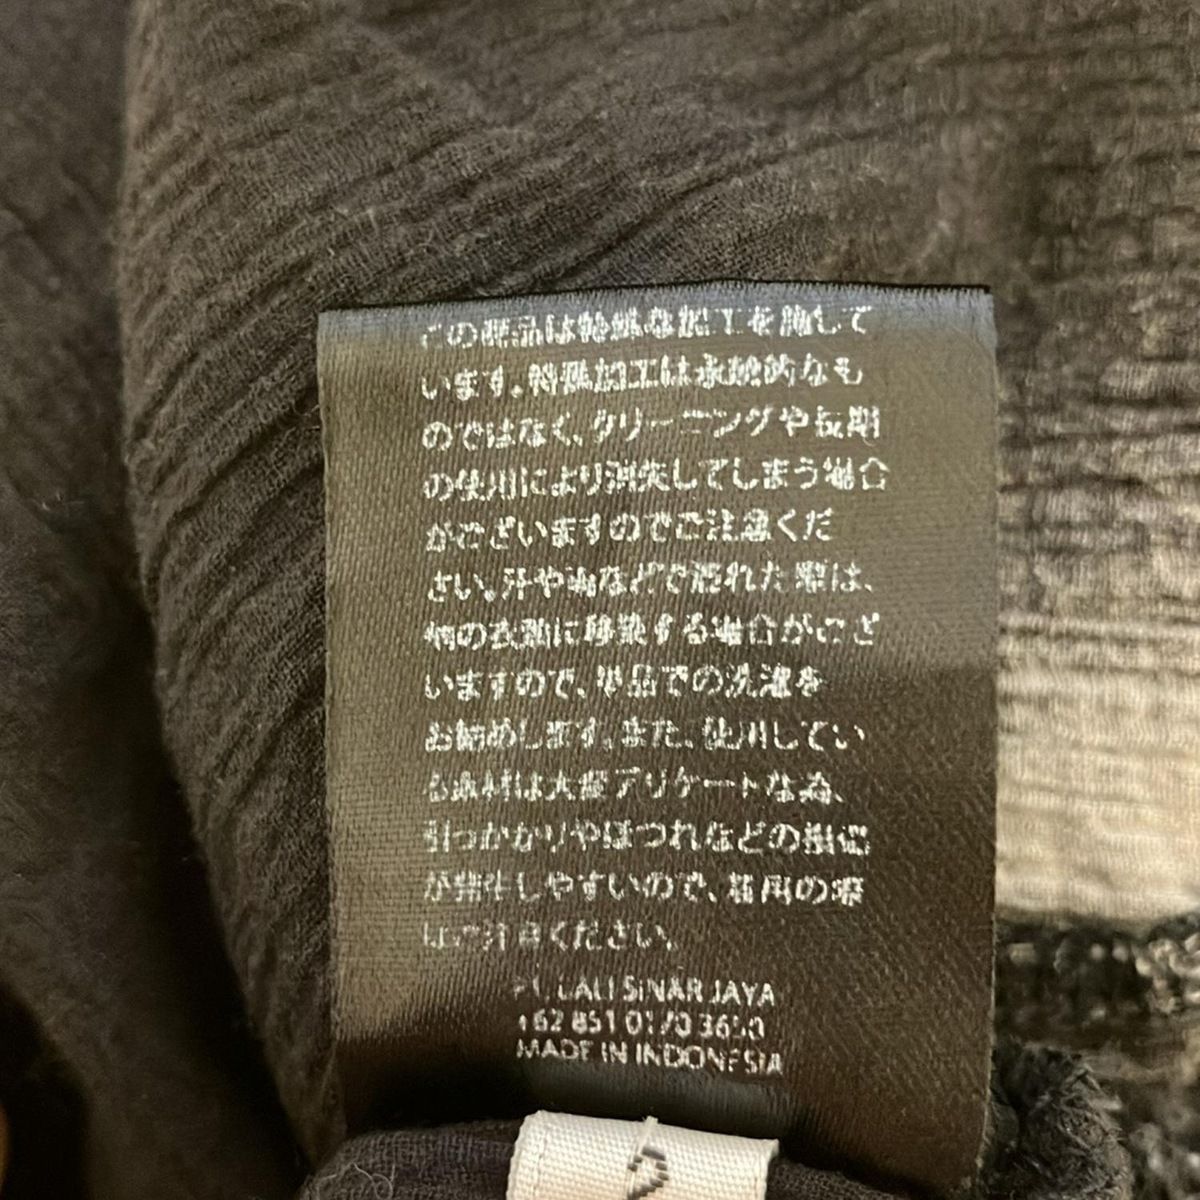 この製品は特殊な加工を施して
います。特殊加工は永続的なも
のではなく、クリーニングや長期
の使用により消失してしまう場合
がございますのでご注意くだ
さい。汗や雨などで濡れた際は、
他の衣類に移染する場合がござ
いますので、単品での洗濯を
お勧めします。また、使用してい
る素材は大変デリケートな為、
引っかかりやほつれなどの損傷
が発生しやすいので、着用の際
はご注意ください。
PT. LALI SINAR JAYA
+62 851 0170 3650
MADE IN INDONESIA